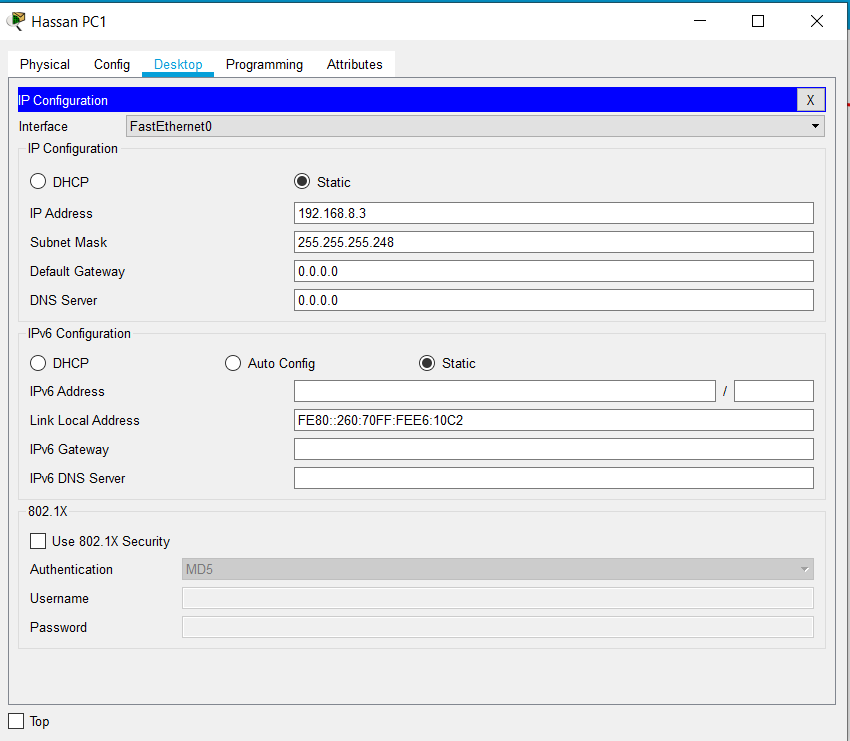 Hassan PC1
Physical Config Desktop Programming Attributes
IP Configuration X
Interface FastEthernet0
IP Configuration
DHCP Static
IP Address 192.168.8.3
Subnet Mask 255.255.255.248
Default Gateway 0.0.0.0
DNS Server 0.0.0.0
IPv6 Configuration
DHCP Auto Config Static
IPv6 Address /
Link Local Address FE80::260:70FF:FEE6:10C2
IPv6 Gateway
IPv6 DNS Server
802.1X
Use 802.1X Security
Authentication MD5
Username
Password
Top